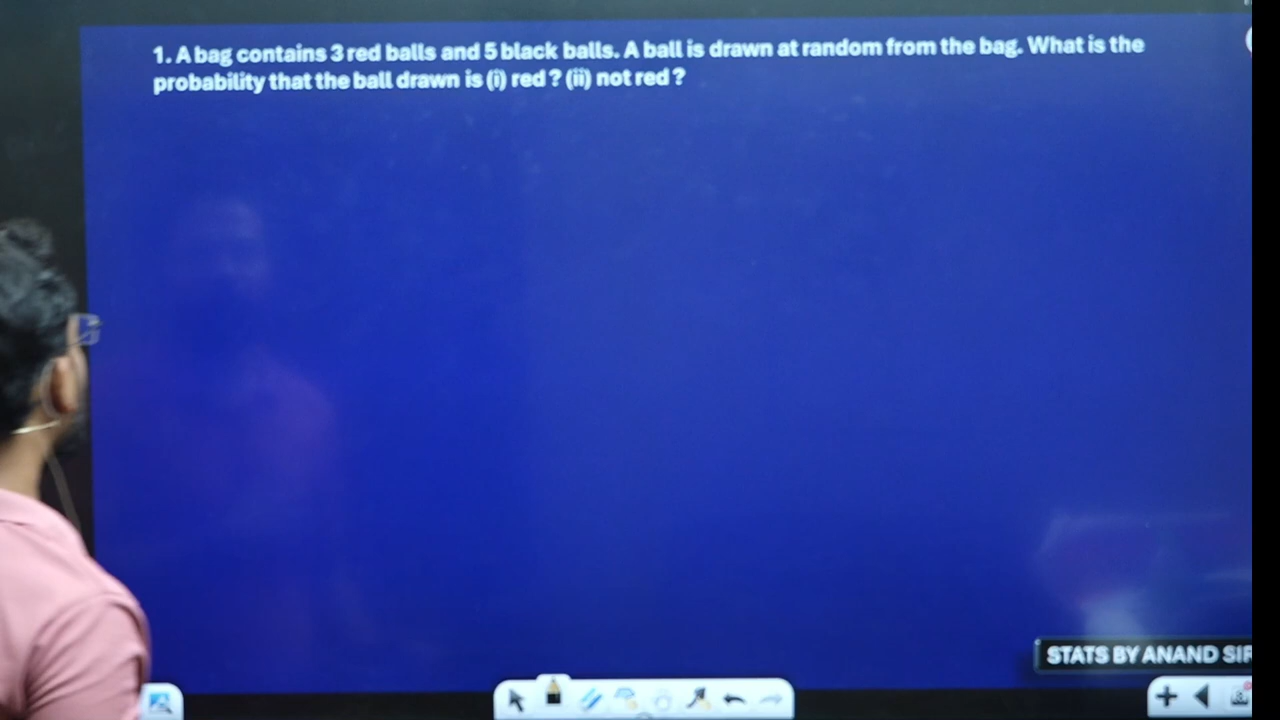 1. A bag contains 3 red balls and 5 black balls. A ball is drawn at random from the bag. What is the
probability that the ball drawn is (i) red ? (ii) not red ?
STATS BY ANAND SIR